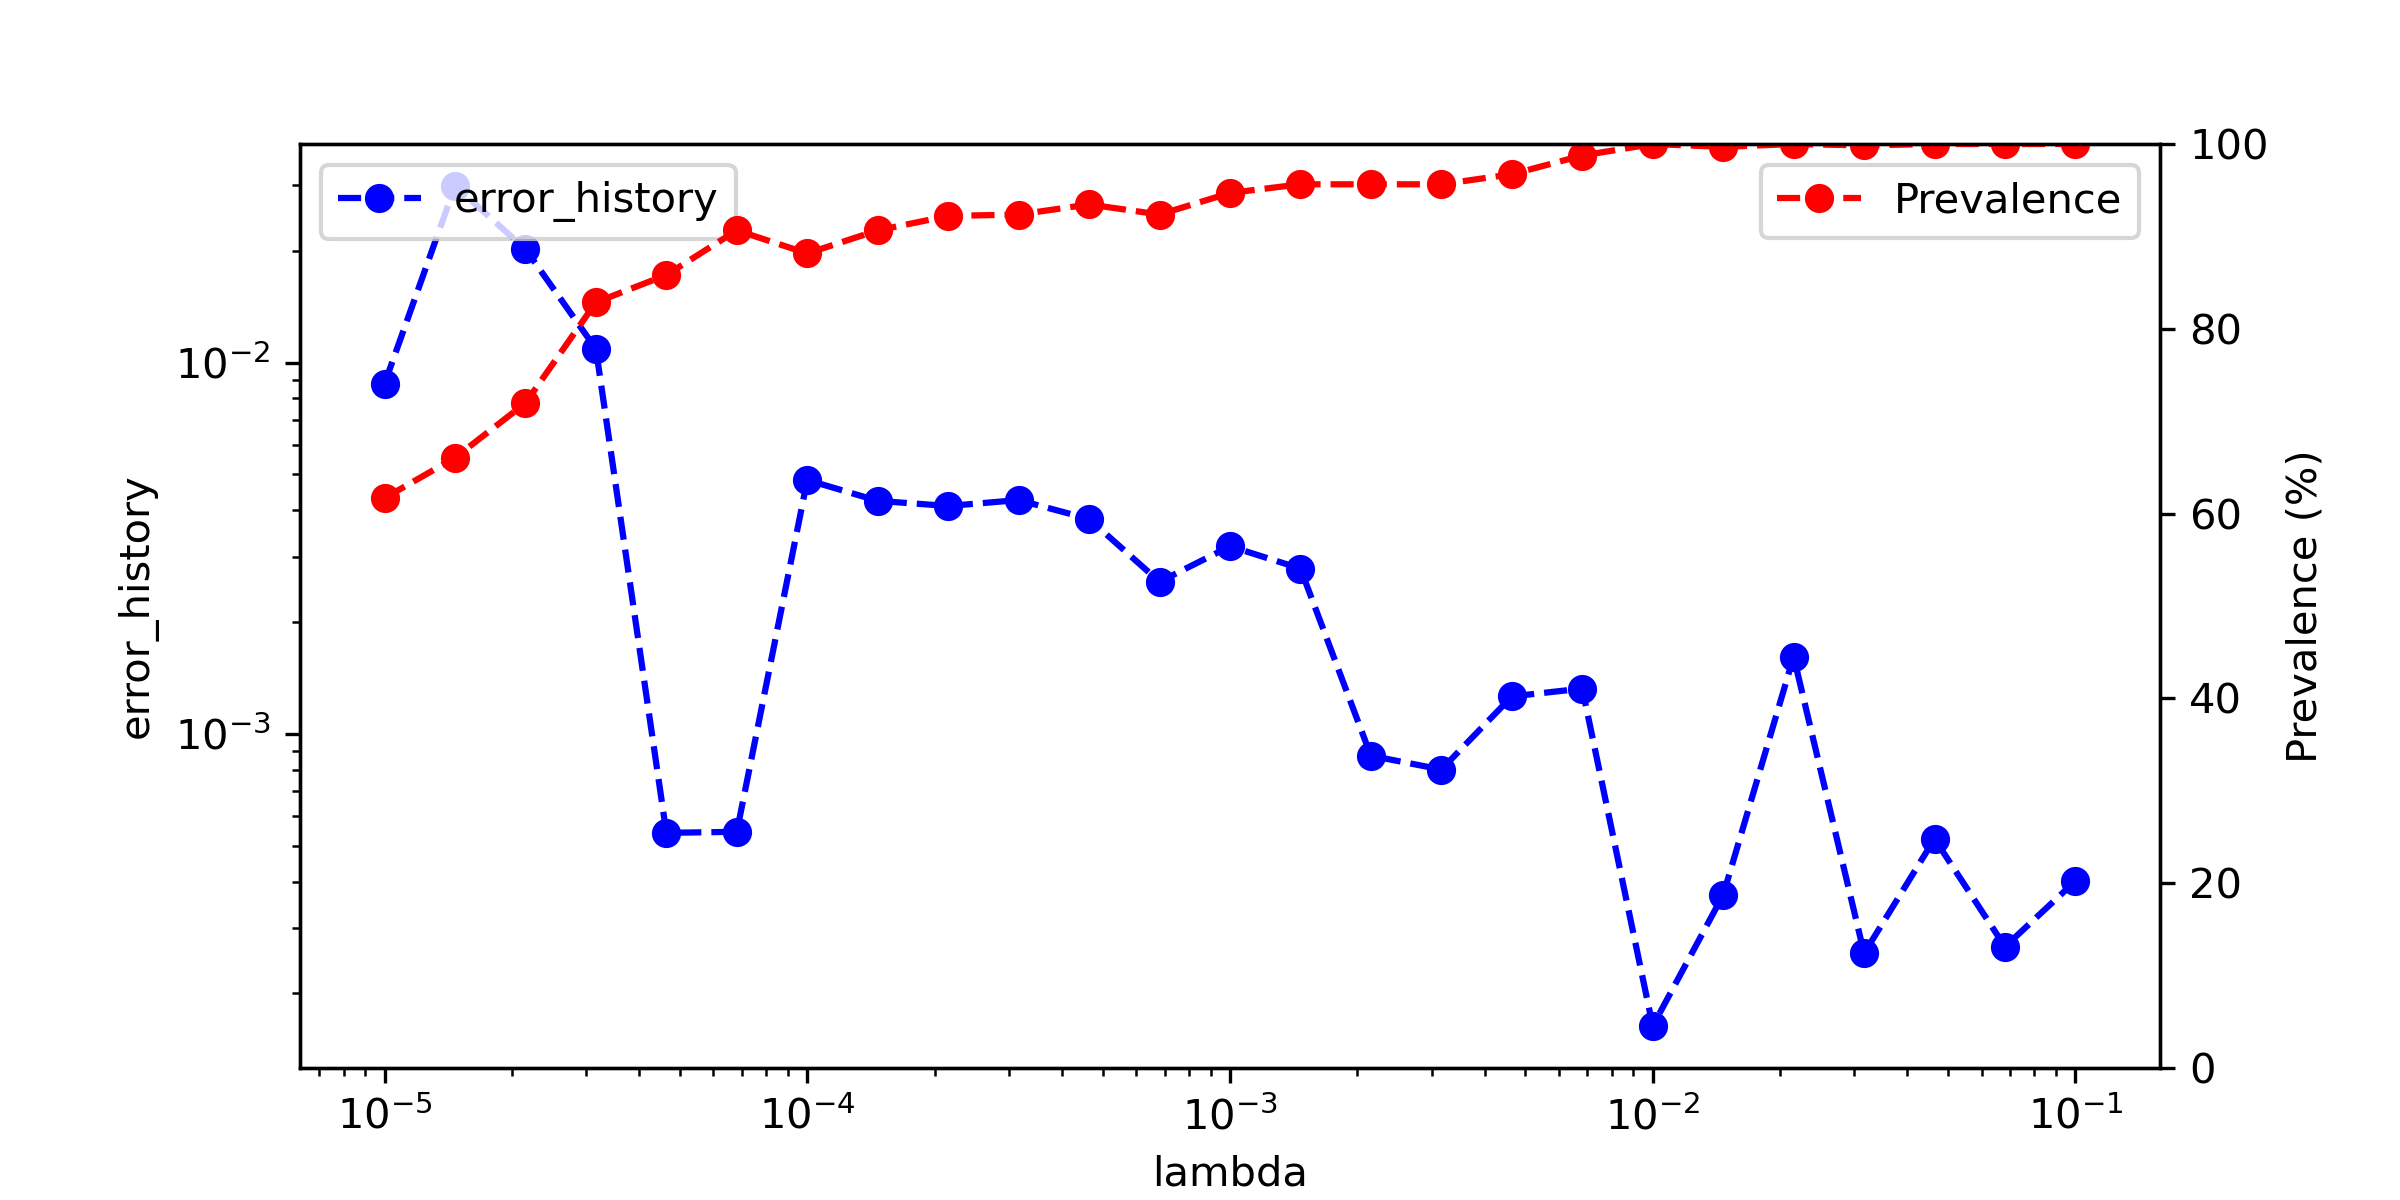 error_history
Prevalence
100
80
60
40
20
0
10⁻²
10⁻³
error_history
Prevalence (%)
10⁻⁵
10⁻⁴
10⁻³
10⁻²
10⁻¹
lambda